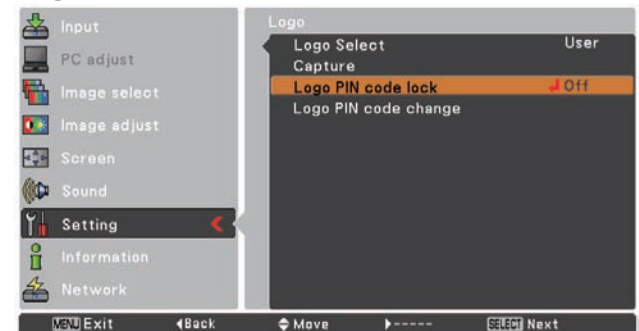 Input
PC adjust
Image select
Image adjust
Screen
Sound
Setting
Information
Network
Logo
Logo Select User
Capture
Logo PIN code lock Off
Logo PIN code change
MENU Exit ◀Back Move ▶----- SELECT Next